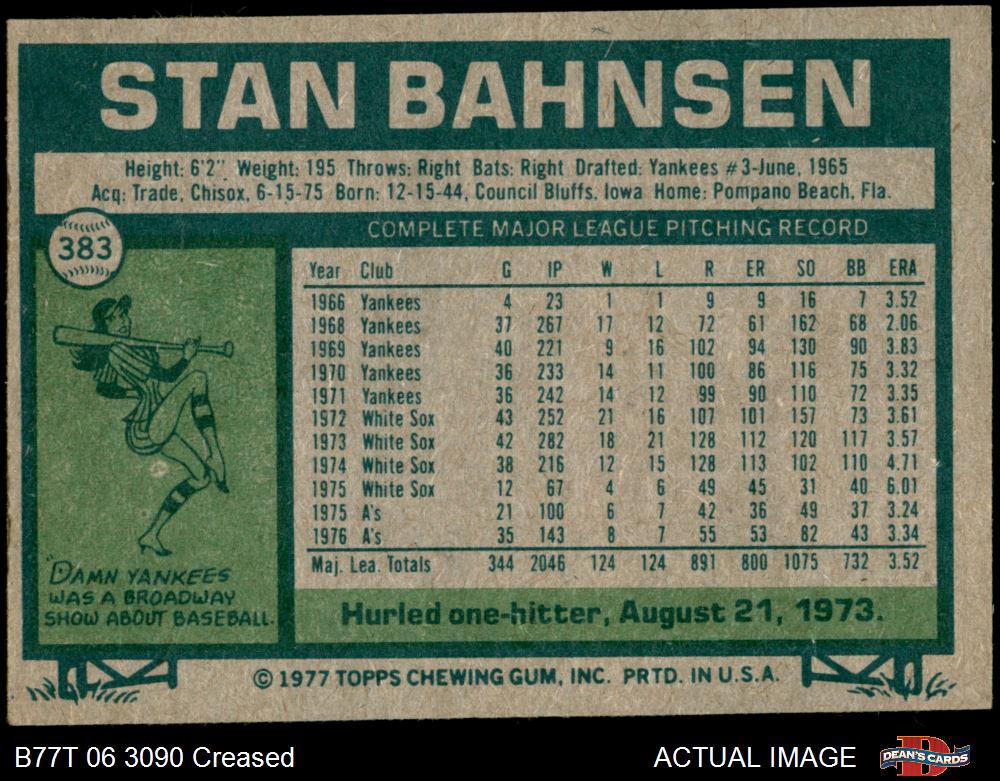 STAN BAHNSEN
Height: 6'2". Weight: 195 Throws: Right Bats: Right Drafted: Yankees #3-June, 1965
Acq: Trade, Chisox, 6-15-75 Born: 12-15-44, Council Bluffs, Iowa Home: Pompano Beach, Fla.
383
COMPLETE MAJOR LEAGUE PITCHING RECORD
Year Club G IP W L R ER SO BB ERA
1966 Yankees 4 23 1 1 9 9 16 7 3.52
1968 Yankees 37 267 17 12 72 61 162 68 2.06
1969 Yankees 40 221 9 16 102 94 130 90 3.83
1970 Yankees 36 233 14 11 100 86 116 75 3.32
1971 Yankees 36 242 14 12 99 90 110 72 3.35
1972 White Sox 43 252 21 16 107 101 157 73 3.61
1973 White Sox 42 282 18 21 128 112 120 117 3.57
1974 White Sox 38 216 12 15 128 113 102 110 4.71
1975 White Sox 12 67 4 6 49 45 31 40 6.01
1975 A's 21 100 6 7 42 36 49 37 3.24
1976 A's 35 143 8 7 55 53 82 43 3.34
Maj. Lea. Totals 344 2046 124 124 891 800 1075 732 3.52
"DAMN YANKEES"
WAS A BROADWAY
SHOW ABOUT BASEBALL.
Hurled one-hitter, August 21, 1973.
© 1977 TOPPS CHEWING GUM, INC. PRTD. IN U.S.A.
B77T 06 3090 Creased
ACTUAL IMAGE
DEAN'S CARDS